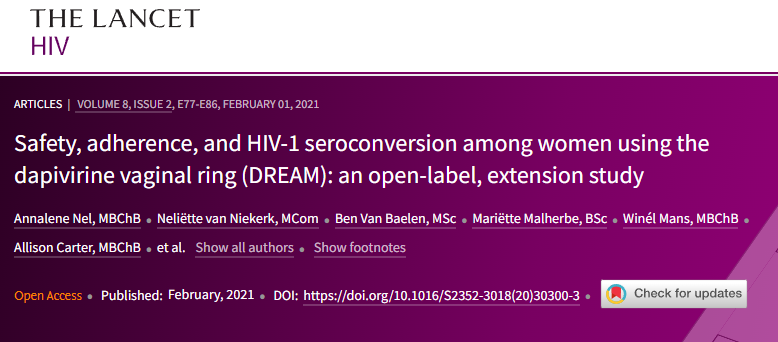 THE LANCET
HIV
ARTICLES | VOLUME 8, ISSUE 2, E77-E86, FEBRUARY 01, 2021
Safety, adherence, and HIV-1 seroconversion among women using the
dapivirine vaginal ring (DREAM): an open-label, extension study
Annalene Nel, MBChB • Neliëtte van Niekerk, MCom • Ben Van Baelen, MSc • Mariëtte Malherbe, BSc • Winél Mans, MBChB •
Allison Carter, MBChB • et al. Show all authors • Show footnotes
Open Access • Published: February, 2021 • DOI: https://doi.org/10.1016/S2352-3018(20)30300-3 • Check for updates